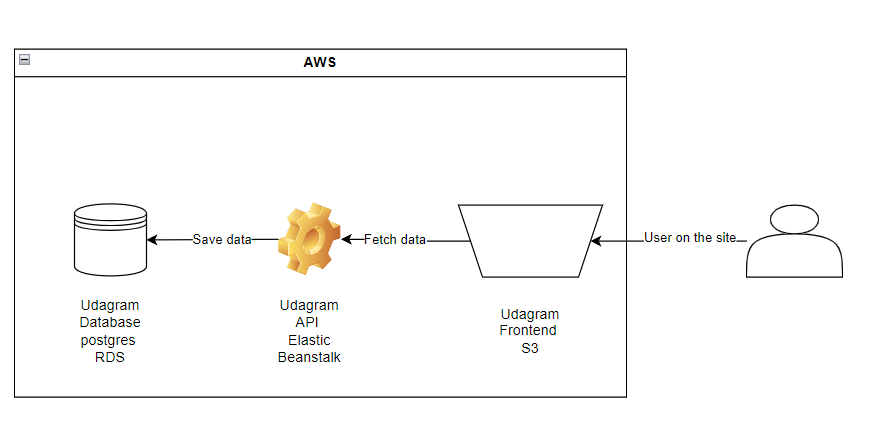 AWS
Save data
Fetch data
User on the site
Udagram
Database
postgres
RDS
Udagram
API
Elastic
Beanstalk
Udagram
Frontend
S3